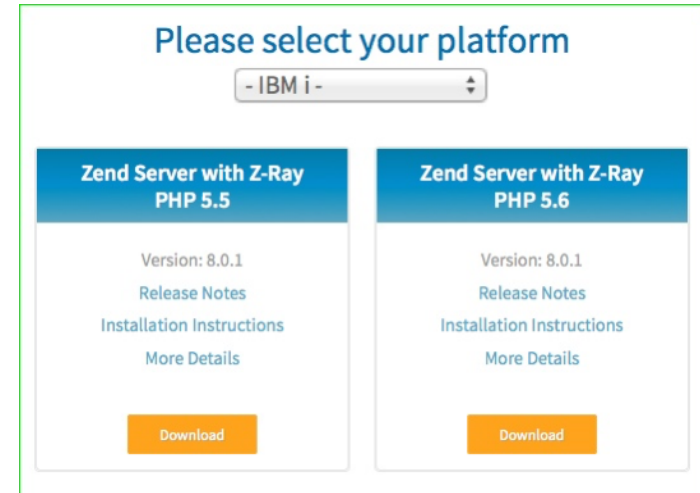 Please select your platform
- IBM i -
Zend Server with Z-Ray
PHP 5.5
Version: 8.0.1
Release Notes
Installation Instructions
More Details
Download
Zend Server with Z-Ray
PHP 5.6
Version: 8.0.1
Release Notes
Installation Instructions
More Details
Download